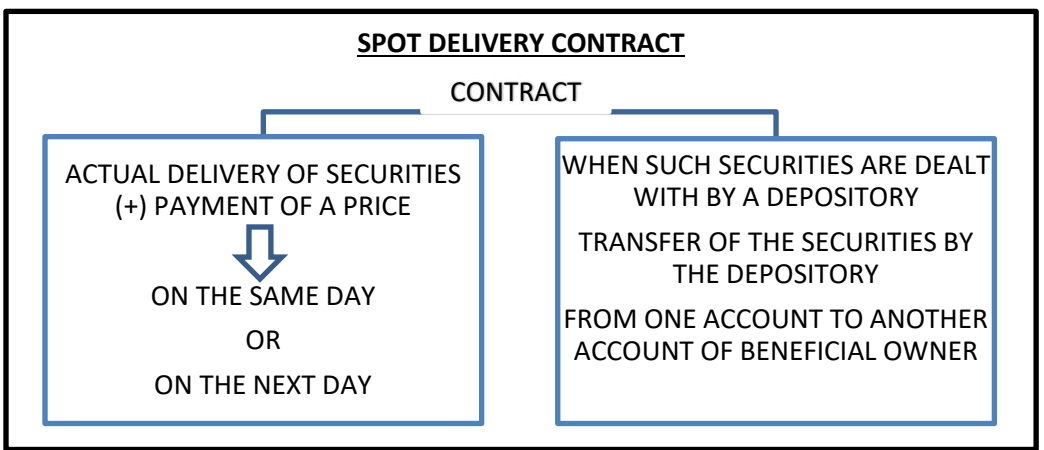 SPOT DELIVERY CONTRACT
CONTRACT
ACTUAL DELIVERY OF SECURITIES
(+) PAYMENT OF A PRICE
ON THE SAME DAY
OR
ON THE NEXT DAY
WHEN SUCH SECURITIES ARE DEALT
WITH BY A DEPOSITORY
TRANSFER OF THE SECURITIES BY
THE DEPOSITORY
FROM ONE ACCOUNT TO ANOTHER
ACCOUNT OF BENEFICIAL OWNER